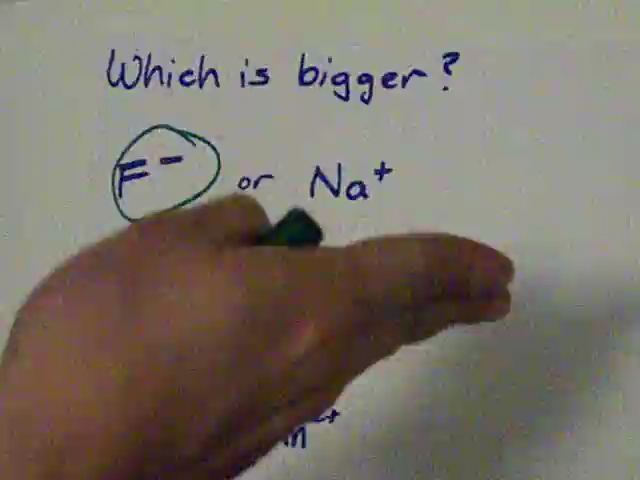 Which is bigger?
F⁻ or Na⁺